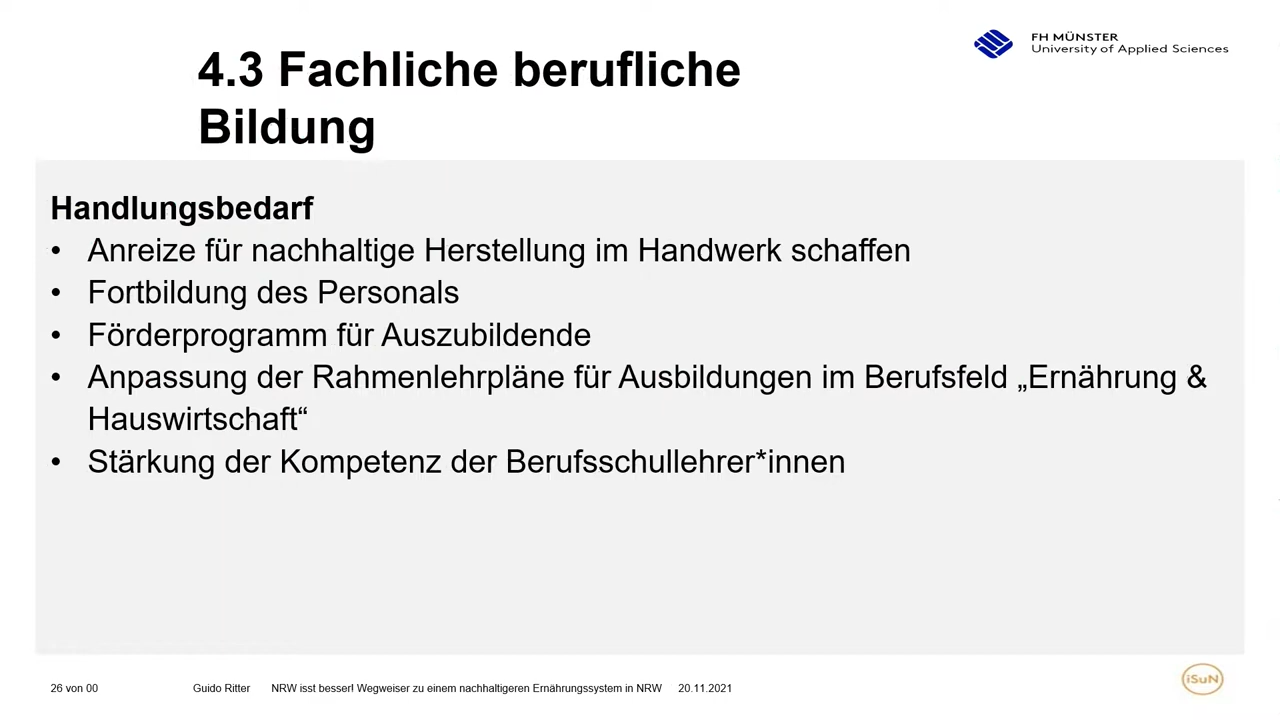 4.3 Fachliche berufliche
Bildung
FH MÜNSTER
University of Applied Sciences
Handlungsbedarf
• Anreize für nachhaltige Herstellung im Handwerk schaffen
• Fortbildung des Personals
• Förderprogramm für Auszubildende
• Anpassung der Rahmenlehrpläne für Ausbildungen im Berufsfeld „Ernährung &
Hauswirtschaft“
• Stärkung der Kompetenz der Berufsschullehrer*innen
26 von 00 Guido Ritter NRW isst besser! Wegweiser zu einem nachhaltigeren Ernährungssystem in NRW 20.11.2021
iSuN